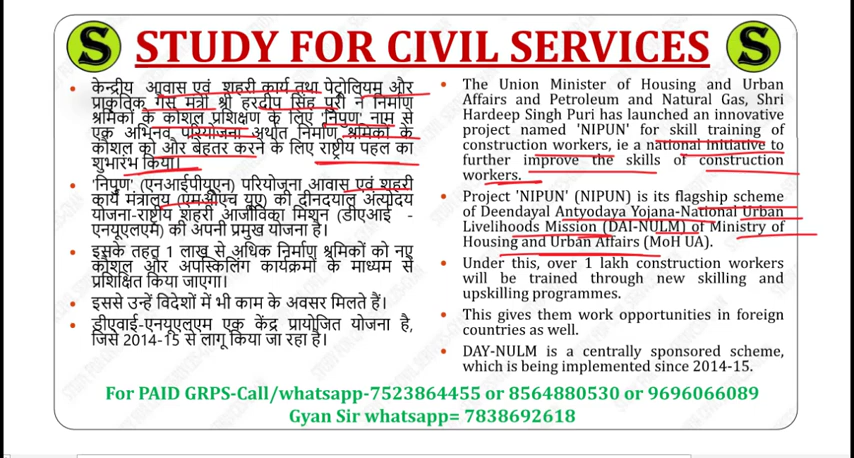 S STUDY FOR CIVIL SERVICES S
• केन्द्रीय आवास एवं शहरी कार्य तथा पेट्रोलियम और
प्राकृतिक गैस मंत्री श्री हरदीप सिंह पुरी ने निर्माण
श्रमिकों के कौशल प्रशिक्षण के लिए 'निपुण' नाम से
एक अभिनव परियोजना अर्थात निर्माण श्रमिकों के
कौशल को और बेहतर करने के लिए राष्ट्रीय पहल का
शुभारंभ किया।
• 'निपुण' (एनआईपीयूएन) परियोजना आवास एवं शहरी
कार्य मंत्रालय (एमओएच यूए) की दीनदयाल अंत्योदय
योजना-राष्ट्रीय शहरी आजीविका मिशन (डीएआई -
एनयूएलएम) की अपनी प्रमुख योजना है।
• इसके तहत 1 लाख से अधिक निर्माण श्रमिकों को नए
कौशल और अपस्किलिंग कार्यक्रमों के माध्यम से
प्रशिक्षित किया जाएगा।
• इससे उन्हें विदेशों में भी काम के अवसर मिलते हैं।
• डीएवाई-एनयूएलएम एक केंद्र प्रायोजित योजना है,
जिसे 2014-15 से लागू किया जा रहा है।
• The Union Minister of Housing and Urban
Affairs and Petroleum and Natural Gas, Shri
Hardeep Singh Puri has launched an innovative
project named 'NIPUN' for skill training of
construction workers, ie a national initiative to
further improve the skills of construction
workers.
• Project 'NIPUN' (NIPUN) is its flagship scheme
of Deendayal Antyodaya Yojana-National Urban
Livelihoods Mission (DAI-NULM) of Ministry of
Housing and Urban Affairs (MoH UA).
• Under this, over 1 lakh construction workers
will be trained through new skilling and
upskilling programmes.
• This gives them work opportunities in foreign
countries as well.
• DAY-NULM is a centrally sponsored scheme,
which is being implemented since 2014-15.
For PAID GRPS-Call/whatsapp-7523864455 or 8564880530 or 9696066089
Gyan Sir whatsapp= 7838692618